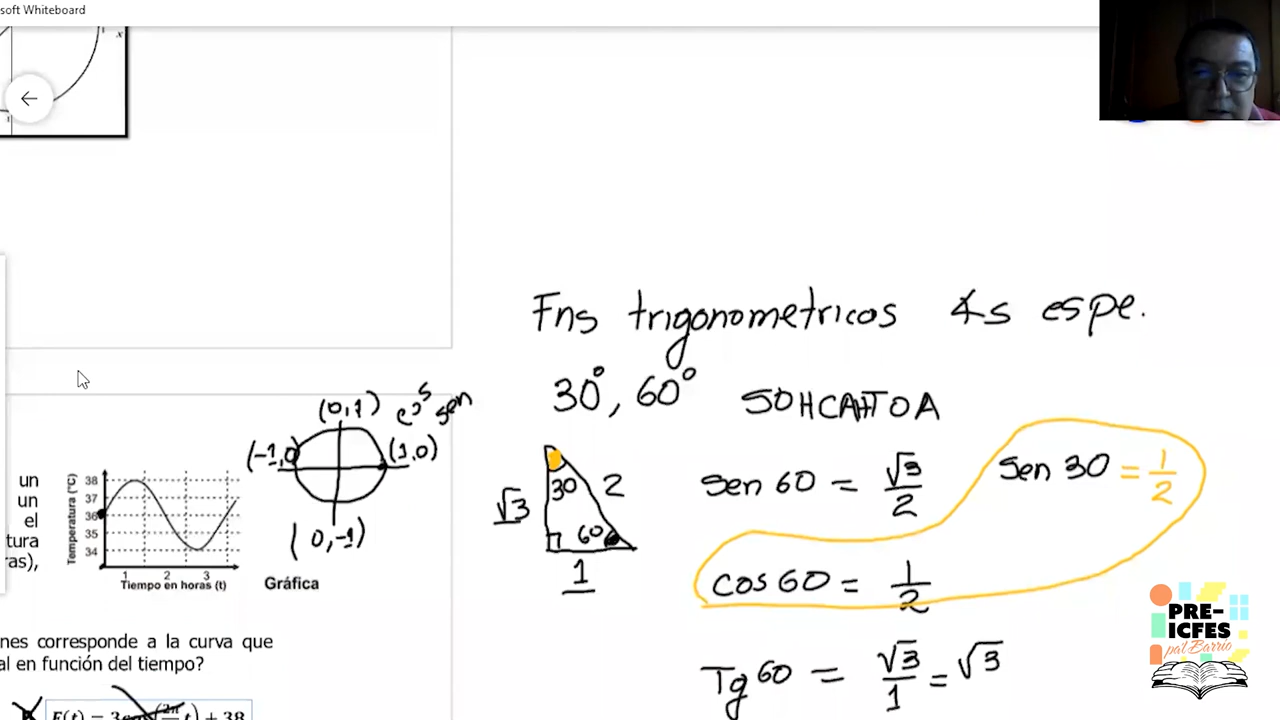 soft Whiteboard
x
Fns trigonometricos ∡s espe.
30°, 60° SOHCAHTOA
(0,1) cos sen
(-1,0) (1,0)
(0,-1)
un
un
el
tura
ras),
Temperatura (°C)
38
37
36
35
34
1 2 3
Tiempo en horas (t)
Gráfica
√3 30 2
60
1
sen 60 = √3/2
sen 30 = 1/2
cos 60 = 1/2
Tg 60 = √3/1 = √3
nes corresponde a la curva que
al en función del tiempo?
+ 38
PRE-
ICFES
pal Barrio